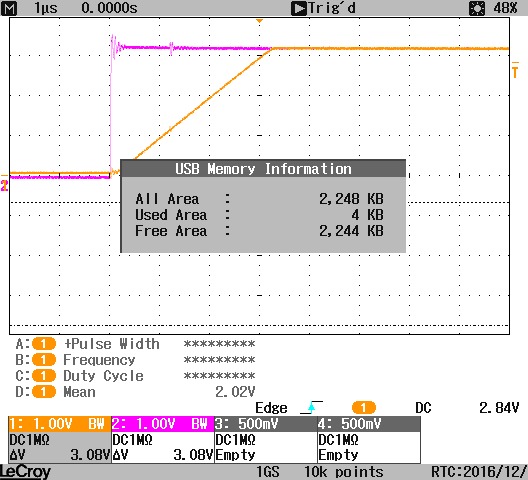 M 1µs 0.0000s Trig'd 48%
T
2
USB Memory Information
All Area : 2,248 KB
Used Area : 4 KB
Free Area : 2,244 KB
A: 1 +Pulse Width *********
B: 1 Frequency *********
C: 1 Duty Cycle *********
D: 1 Mean 2.02V
Edge 1 DC 2.84V
1: 1.00V BW 2: 1.00V BW 3: 500mV 4: 500mV
DC1MΩ DC1MΩ DC1MΩ DC1MΩ
ΔV 3.08V ΔV 3.08V Empty Empty
LeCroy 1GS 10k points RTC:2016/12/